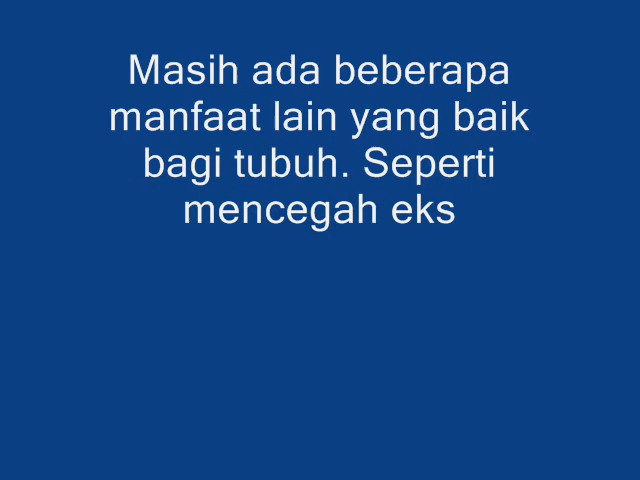 Masih ada beberapa
manfaat lain yang baik
bagi tubuh. Seperti
mencegah eks